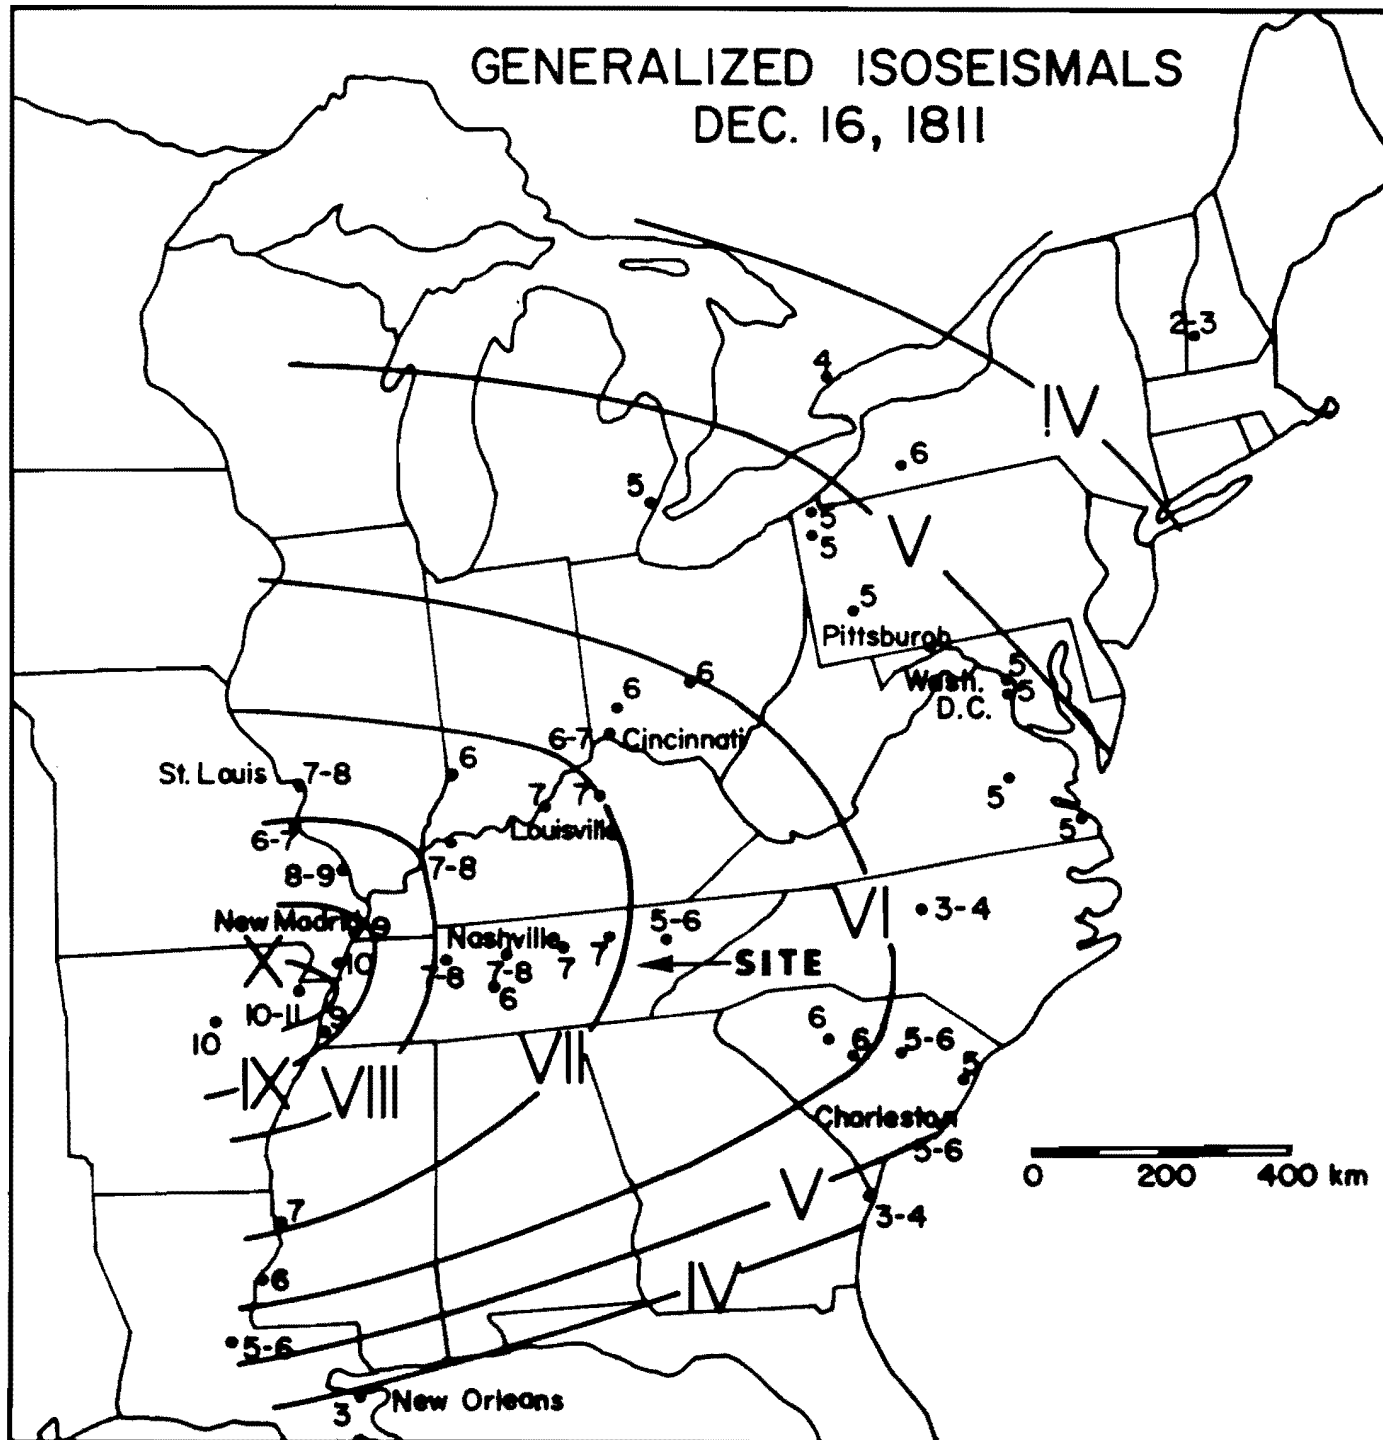 GENERALIZED ISOSEISMALS
DEC. 16, 1811
2-3
4
IV
6
5
5
V
5
5
Pittsburgh
5
Wash.
5
D.C.
6
6
6-7
Cincinnati
St. Louis
7-8
6
5
7
7
5
6-7
Louisville
8-9
7-8
New Madrid
9
VI
3-4
5-6
Nashville
X
10
7-8
7-8
7
7
SITE
6
10-11
9
10
6
6
5-6
5
IX
VIII
VII
Charleston
5-6
0 200 400 km
V
7
3-4
6
IV
5-6
New Orleans
3